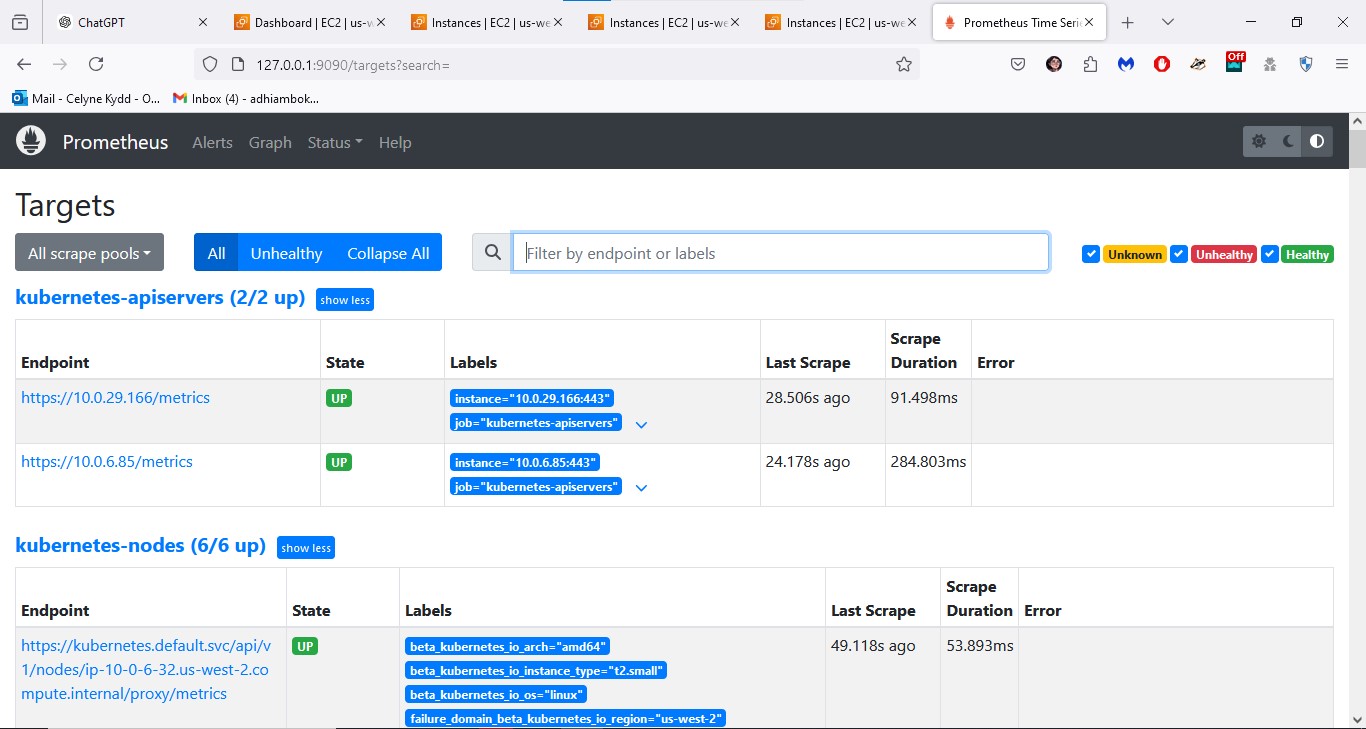 ChatGPT
Dashboard | EC2 | us-w
Instances | EC2 | us-we
Instances | EC2 | us-we
Instances | EC2 | us-we
Prometheus Time Seri
127.0.0.1:9090/targets?search=
Off
Mail - Celyne Kydd - O...
Inbox (4) - adhiambok...
Prometheus
Alerts
Graph
Status
Help
Targets
All scrape pools
All
Unhealthy
Collapse All
Filter by endpoint or labels
Unknown
Unhealthy
Healthy
kubernetes-apiservers (2/2 up)
show less
Endpoint
State
Labels
Last Scrape
Scrape
Duration
Error
https://10.0.29.166/metrics
UP
instance="10.0.29.166:443"
job="kubernetes-apiservers"
28.506s ago
91.498ms
https://10.0.6.85/metrics
UP
instance="10.0.6.85:443"
job="kubernetes-apiservers"
24.178s ago
284.803ms
kubernetes-nodes (6/6 up)
show less
Endpoint
State
Labels
Last Scrape
Scrape
Duration
Error
https://kubernetes.default.svc/api/v
1/nodes/ip-10-0-6-32.us-west-2.co
mpute.internal/proxy/metrics
UP
beta_kubernetes_io_arch="amd64"
beta_kubernetes_io_instance_type="t2.small"
beta_kubernetes_io_os="linux"
failure_domain_beta_kubernetes_io_region="us-west-2"
49.118s ago
53.893ms